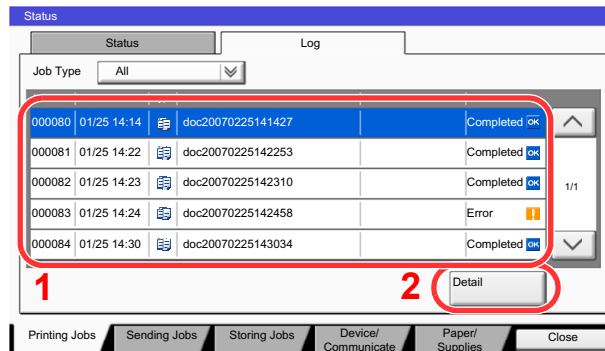 Status
Status Log
Job Type All
000080 01/25 14:14 doc20070225141427 Completed OK
000081 01/25 14:22 doc20070225142253 Completed OK
000082 01/25 14:23 doc20070225142310 Completed OK
1/1
000083 01/25 14:24 doc20070225142458 Error !
000084 01/25 14:30 doc20070225143034 Completed OK
1 2 Detail
Printing Jobs Sending Jobs Storing Jobs Device/ Communicate Paper/ Supplies Close